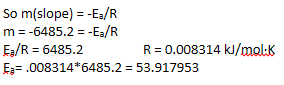 So m(slope) = -Eₐ/R
m = -6485.2 = -Eₐ/R
Eₐ/R = 6485.2 R = 0.008314 kJ/mol·K
Eₐ= .008314*6485.2 = 53.917953